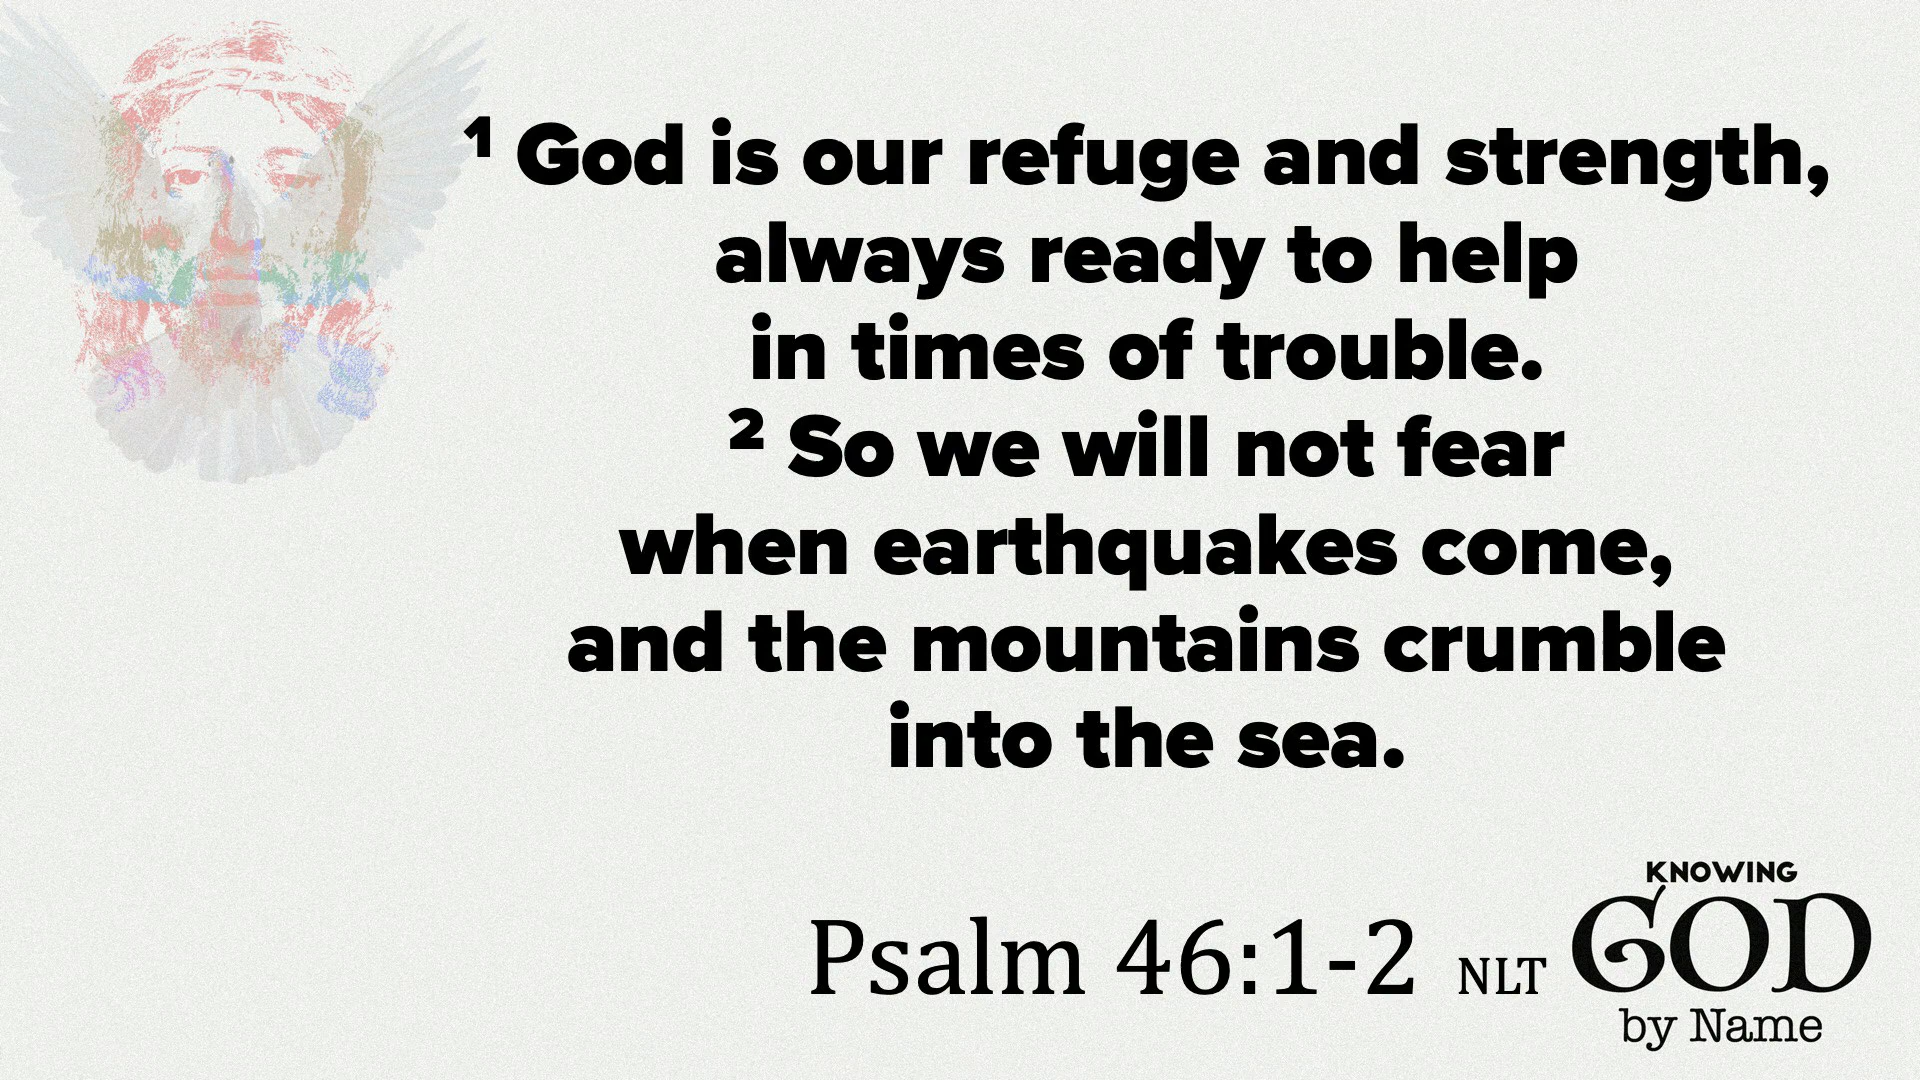 ¹ God is our refuge and strength,
always ready to help
in times of trouble.
² So we will not fear
when earthquakes come,
and the mountains crumble
into the sea.
Psalm 46:1-2 NLT
KNOWING
GOD
by Name